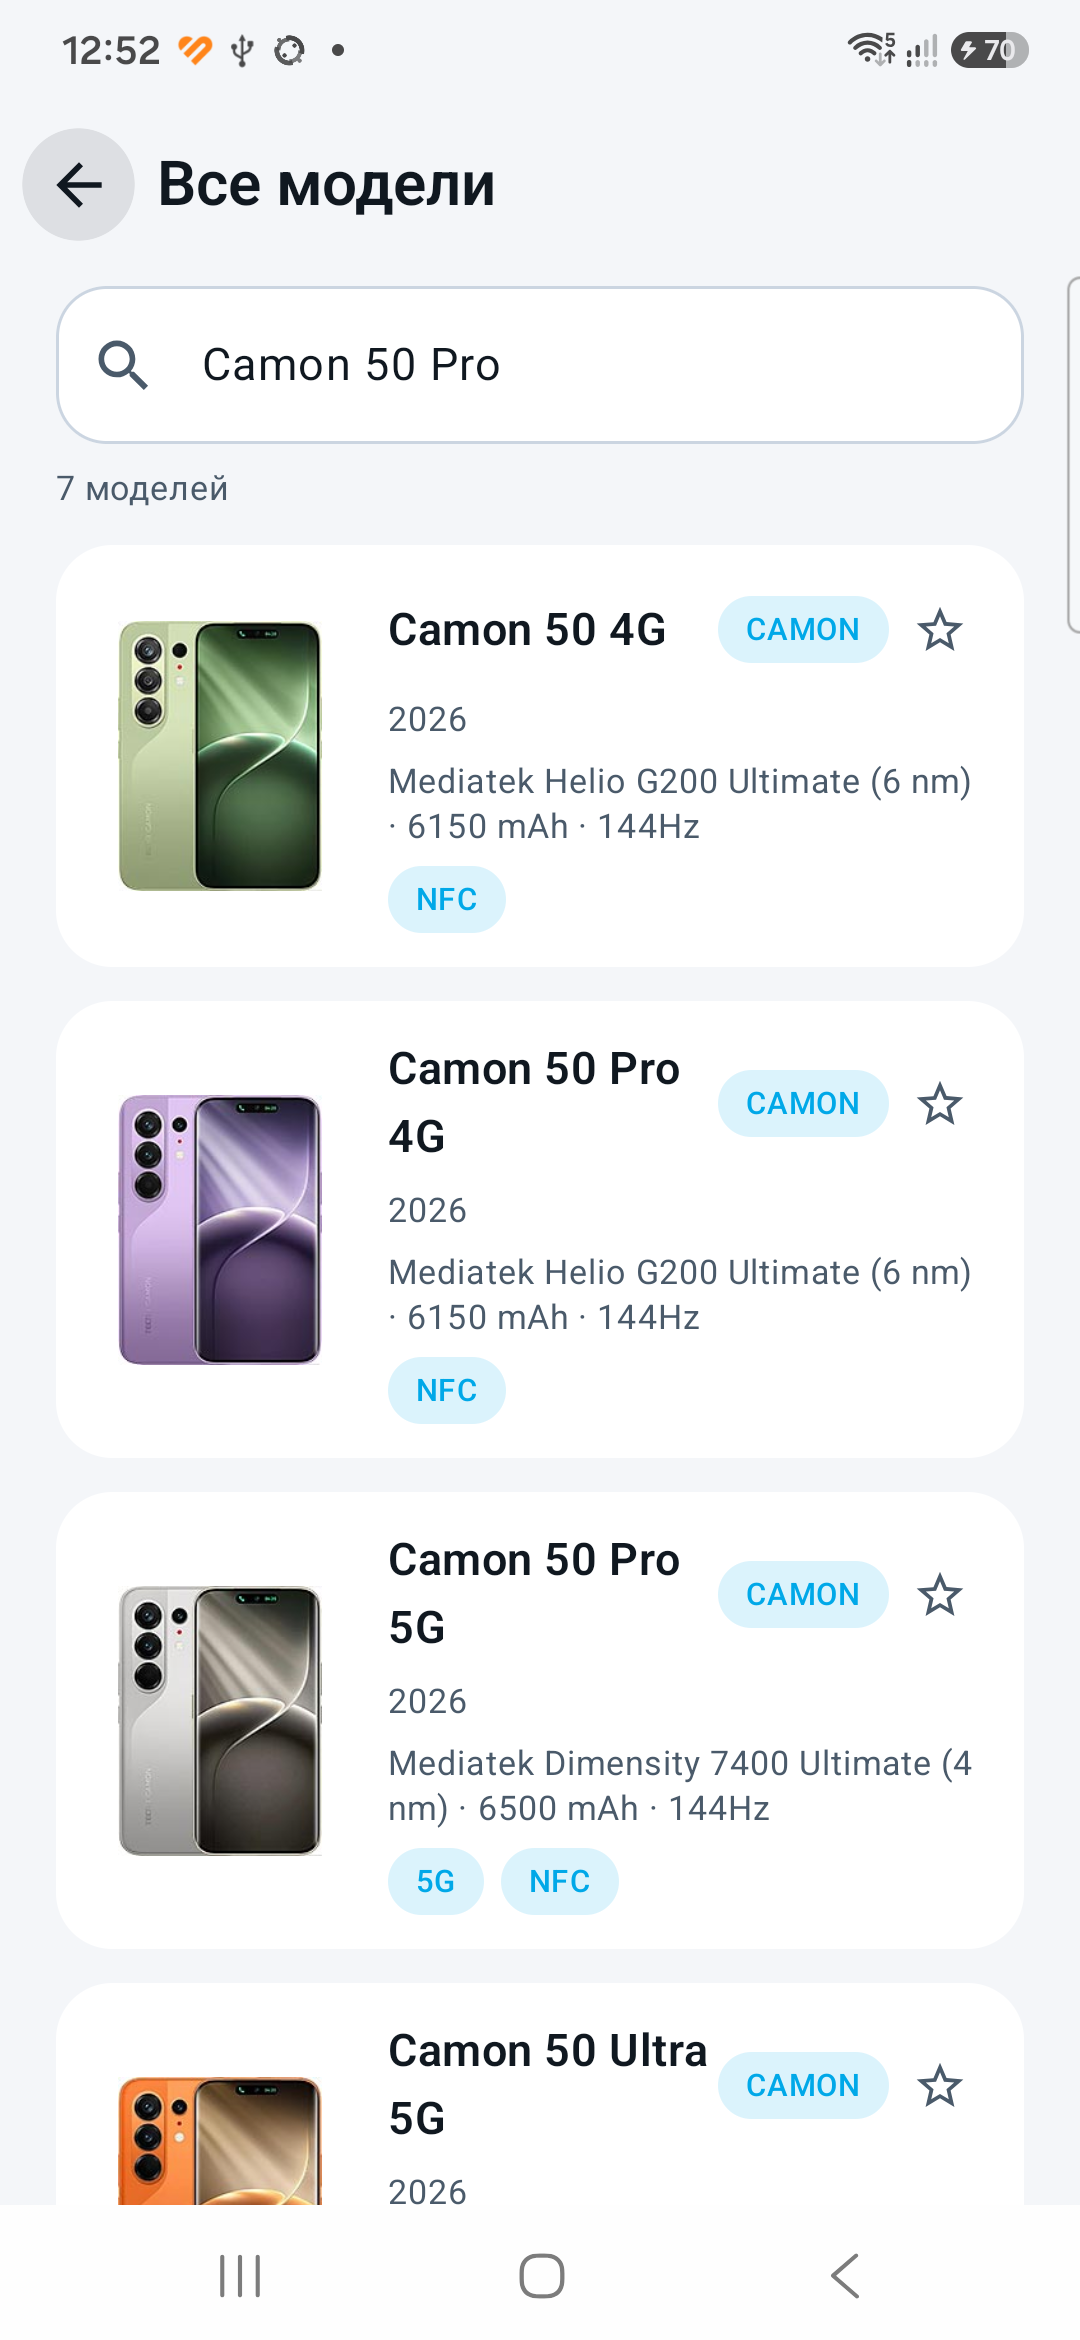 12:52
5
70
Все модели
Camon 50 Pro
7 моделей
Camon 50 4G
CAMON
2026
Mediatek Helio G200 Ultimate (6 nm)
· 6150 mAh · 144Hz
NFC
Camon 50 Pro
4G
CAMON
2026
Mediatek Helio G200 Ultimate (6 nm)
· 6150 mAh · 144Hz
NFC
Camon 50 Pro
5G
CAMON
2026
Mediatek Dimensity 7400 Ultimate (4
nm) · 6500 mAh · 144Hz
5G NFC
Camon 50 Ultra
5G
CAMON
2026